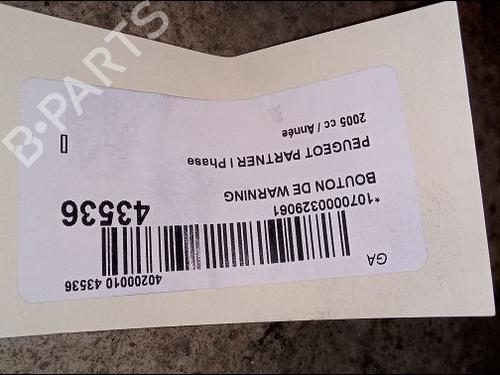 GA
40200010 43536
*1070000329061
43536
BOUTON DE WARNING
PEUGEOT PARTNER I Phase
2005 cc / Année
B-PARTS